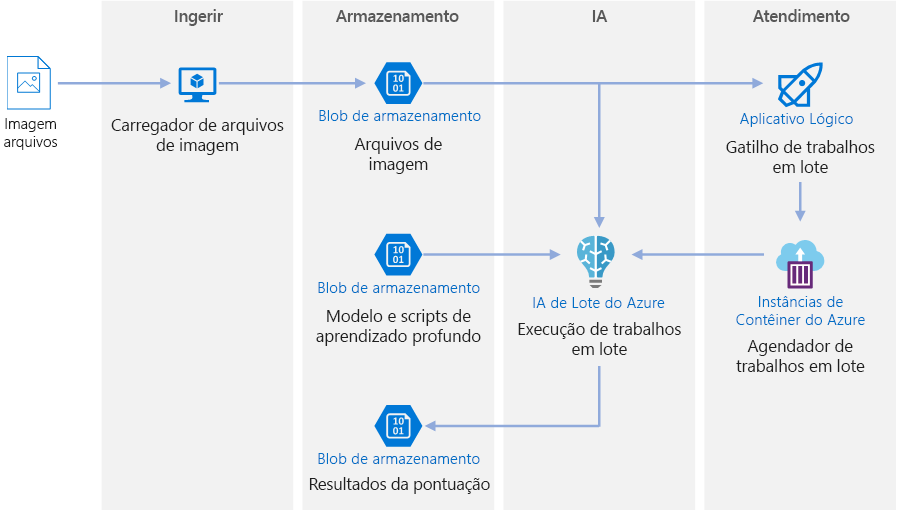 Ingerir
Armazenamento
IA
Atendimento
Imagem
arquivos
Carregador de arquivos
de imagem
Blob de armazenamento
Arquivos de
imagem
Aplicativo Lógico
Gatilho de trabalhos
em lote
Blob de armazenamento
Modelo e scripts de
aprendizado profundo
IA de Lote do Azure
Execução de trabalhos
em lote
Instâncias de
Contêiner do Azure
Agendador de
trabalhos em lote
Blob de armazenamento
Resultados da pontuação
10
01
10
01
10
01